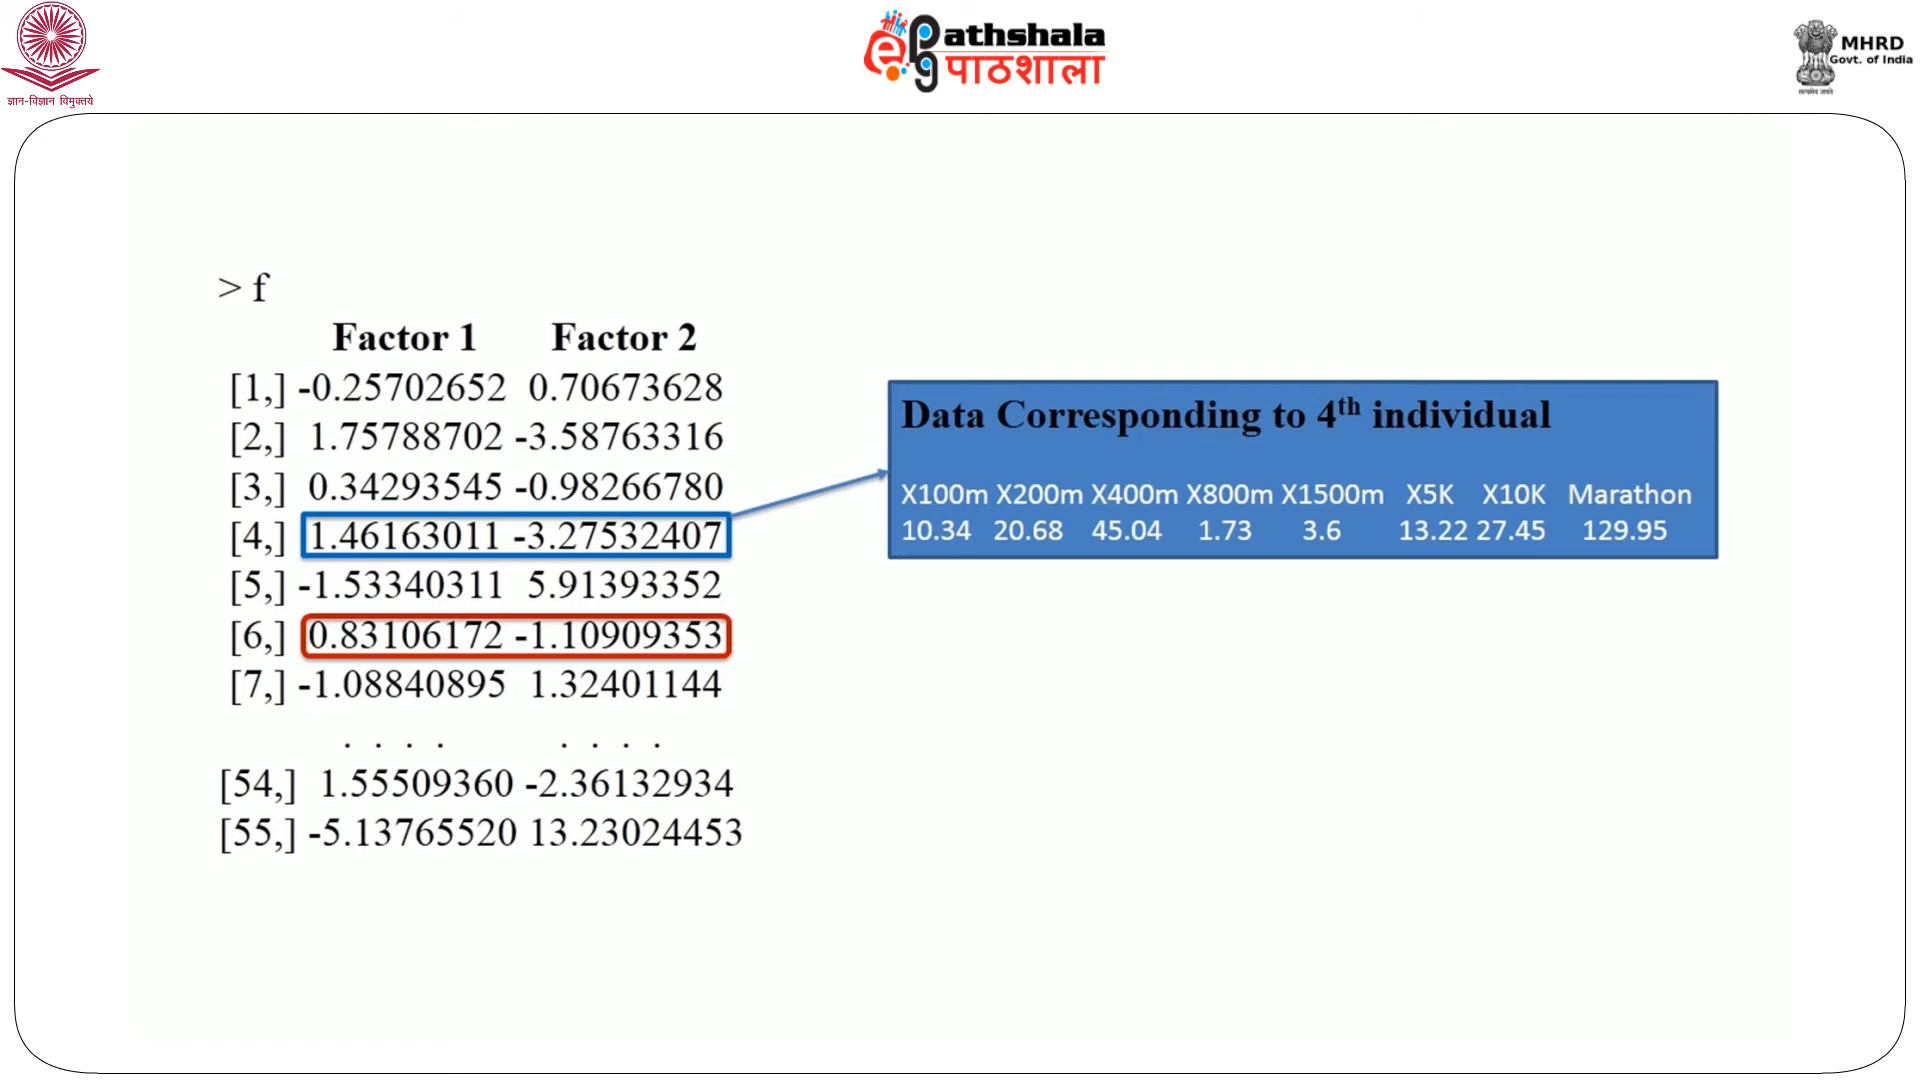 ज्ञान-विज्ञान विमुक्तये
ePG athshala
पाठशाला
MHRD
Govt. of India
सत्यमेव जयते
> f
Factor 1 Factor 2
[1,] -0.25702652 0.70673628
[2,] 1.75788702 -3.58763316
[3,] 0.34293545 -0.98266780
[4,] 1.46163011 -3.27532407
[5,] -1.53340311 5.91393352
[6,] 0.83106172 -1.10909353
[7,] -1.08840895 1.32401144
. . . . . . . .
[54,] 1.55509360 -2.36132934
[55,] -5.13765520 13.23024453
Data Corresponding to 4th individual
X100m X200m X400m X800m X1500m X5K X10K Marathon
10.34 20.68 45.04 1.73 3.6 13.22 27.45 129.95